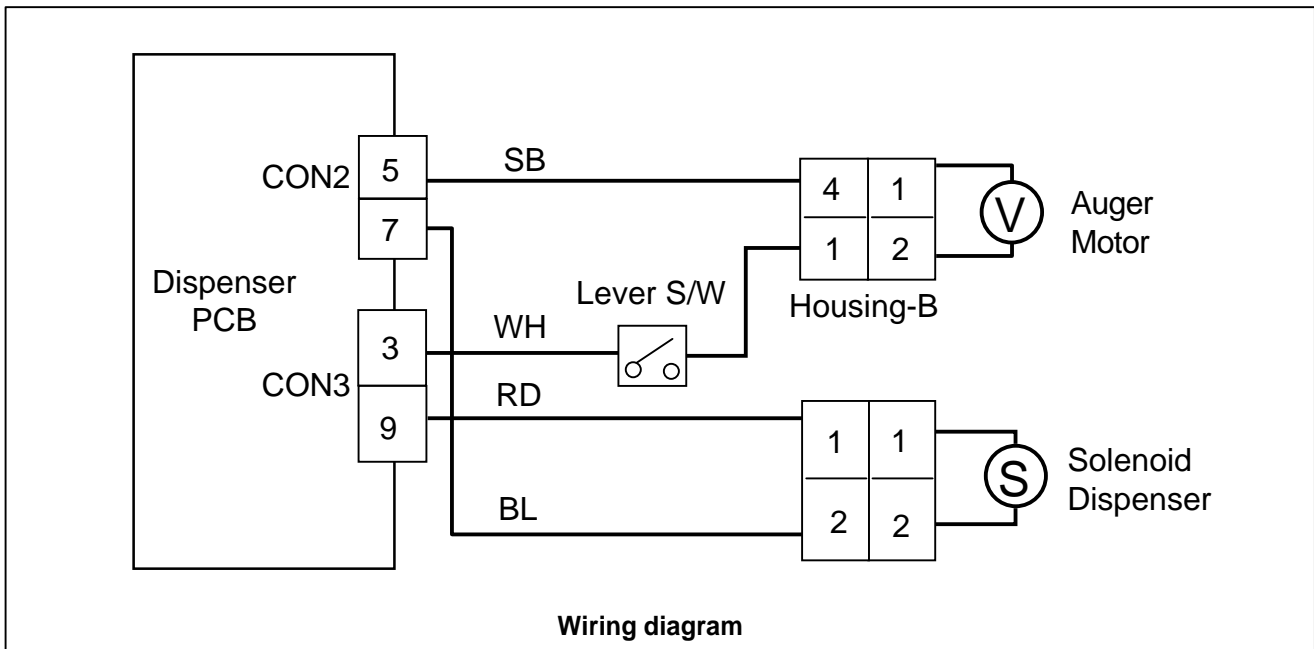 CON2
5
7
SB
4
1
1
2
V
Auger
Motor
Housing-B
Dispenser
PCB
Lever S/W
WH
CON3
3
9
RD
BL
1
1
2
2
S
Solenoid
Dispenser
Wiring diagram